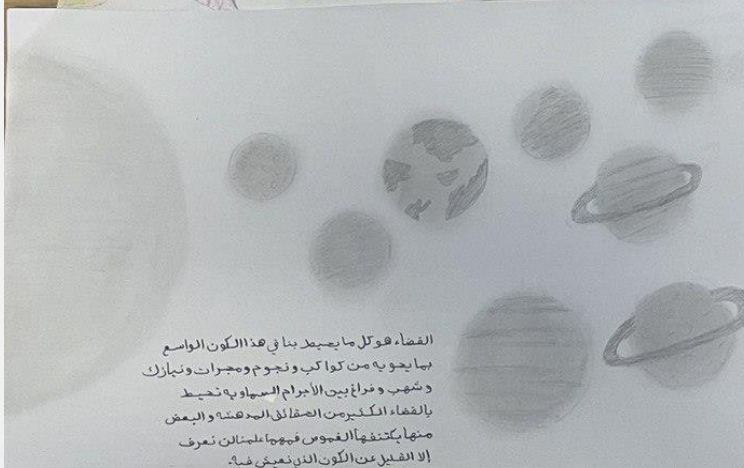 الفضاء هو كل ما يحيط بنا في هذا الكون الواسع
بما يحويه من كواكب ونجوم ومجرات ونيازك
وشهب وفراغ بين الأجرام السماويه تحيط
بالفضاء الكثير من الحقائق المدهشه والبعض
منها يكتنفها الغموض فمهما علمنا لن نعرف
إلا القليل عن الكون الذي نعيش فيه.